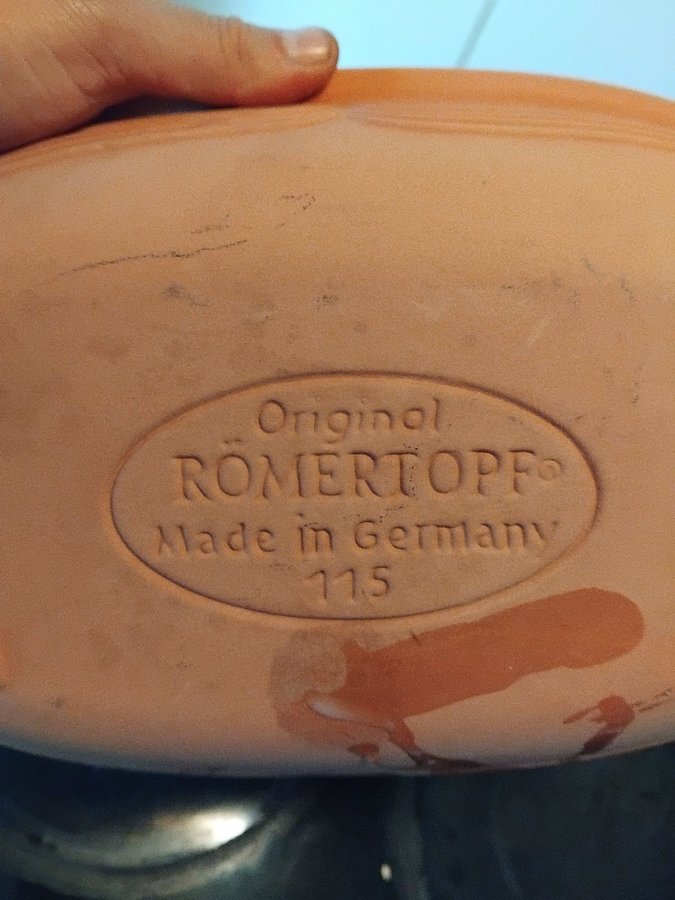 Original
RÖMERTOPF®
Made in Germany
115